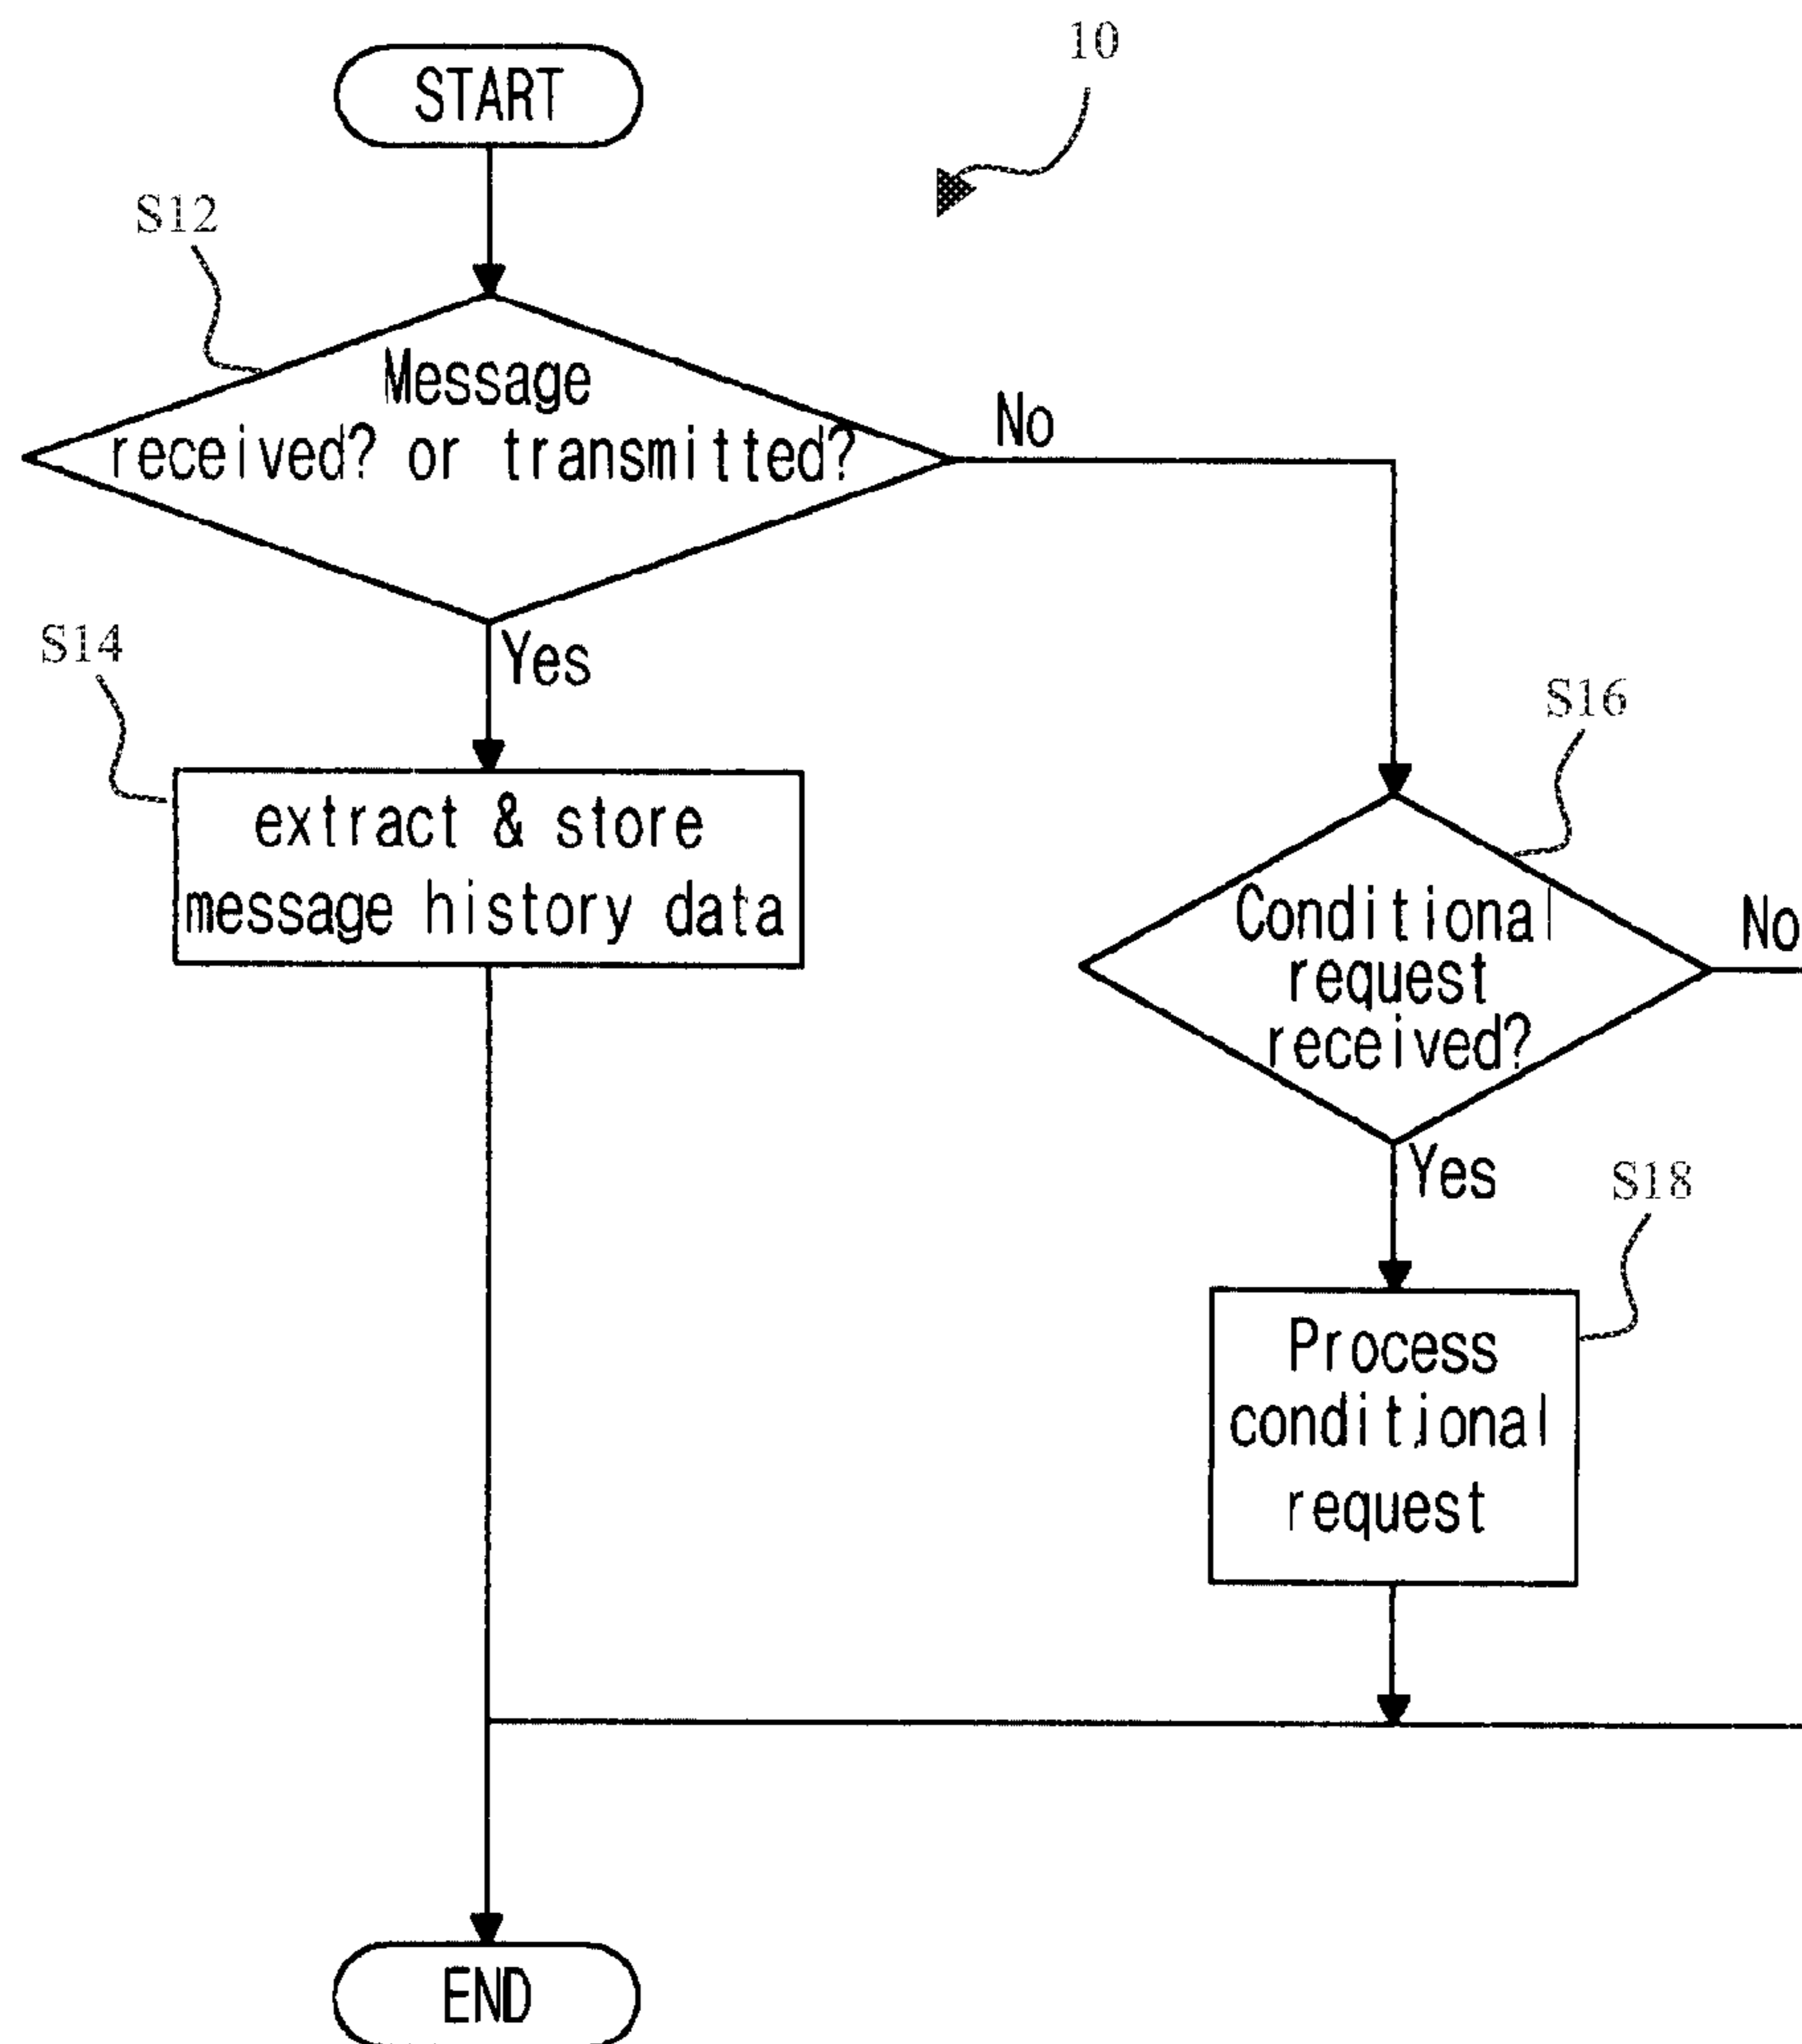 10
START
S12
Message
received? or transmitted?
No
Yes
S14
extract & store
message history data
S16
Conditional
request
received?
No
Yes
S18
Process
conditional
request
END